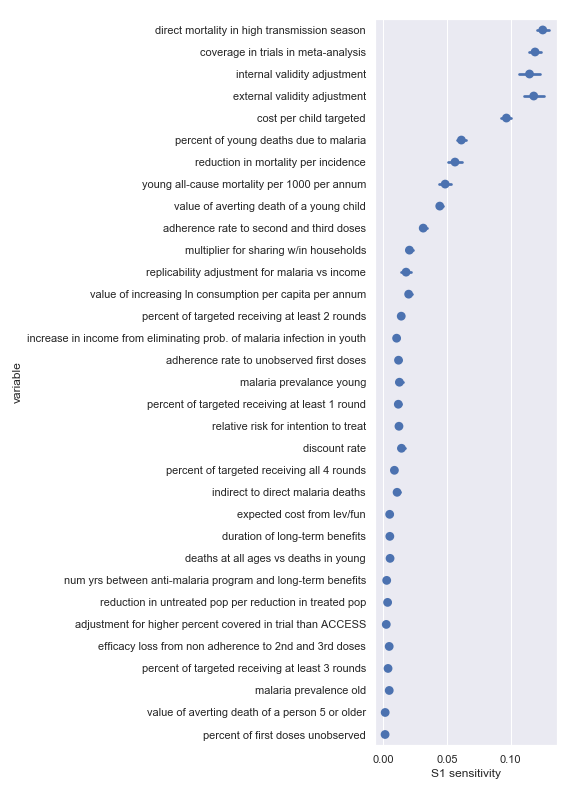 direct mortality in high transmission season
coverage in trials in meta-analysis
internal validity adjustment
external validity adjustment
cost per child targeted
percent of young deaths due to malaria
reduction in mortality per incidence
young all-cause mortality per 1000 per annum
value of averting death of a young child
adherence rate to second and third doses
multiplier for sharing w/in households
replicability adjustment for malaria vs income
value of increasing ln consumption per capita per annum
percent of targeted receiving at least 2 rounds
increase in income from eliminating prob. of malaria infection in youth
adherence rate to unobserved first doses
malaria prevalance young
percent of targeted receiving at least 1 round
relative risk for intention to treat
discount rate
percent of targeted receiving all 4 rounds
indirect to direct malaria deaths
expected cost from lev/fun
duration of long-term benefits
deaths at all ages vs deaths in young
num yrs between anti-malaria program and long-term benefits
reduction in untreated pop per reduction in treated pop
adjustment for higher percent covered in trial than ACCESS
efficacy loss from non adherence to 2nd and 3rd doses
percent of targeted receiving at least 3 rounds
malaria prevalence old
value of averting death of a person 5 or older
percent of first doses unobserved
variable
0.00 0.05 0.10
S1 sensitivity